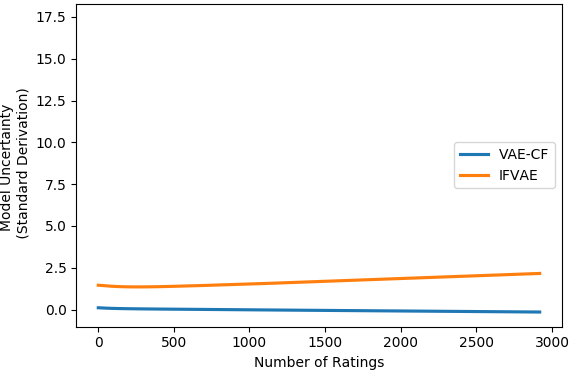 17.5
15.0
12.5
10.0
7.5
5.0
2.5
0.0
Model Uncertainty
(Standard Derivation)
VAE-CF
IFVAE
0 500 1000 1500 2000 2500 3000
Number of Ratings